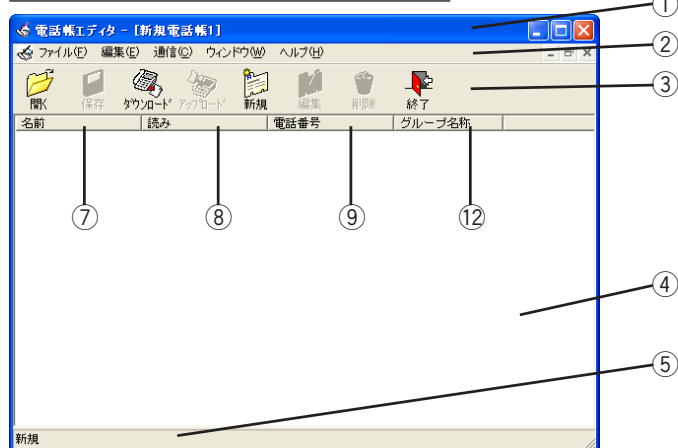 ①
電話帳エディタ - [新規電話帳1]
②
ファイル(F) 編集(E) 通信(C) ウィンドウ(W) ヘルプ(H)
③
開く 保存 ダウンロード アップロード 新規 編集 削除 終了
名前 読み 電話番号 グループ名称
⑦ ⑧ ⑨ ⑫
④
⑤
新規